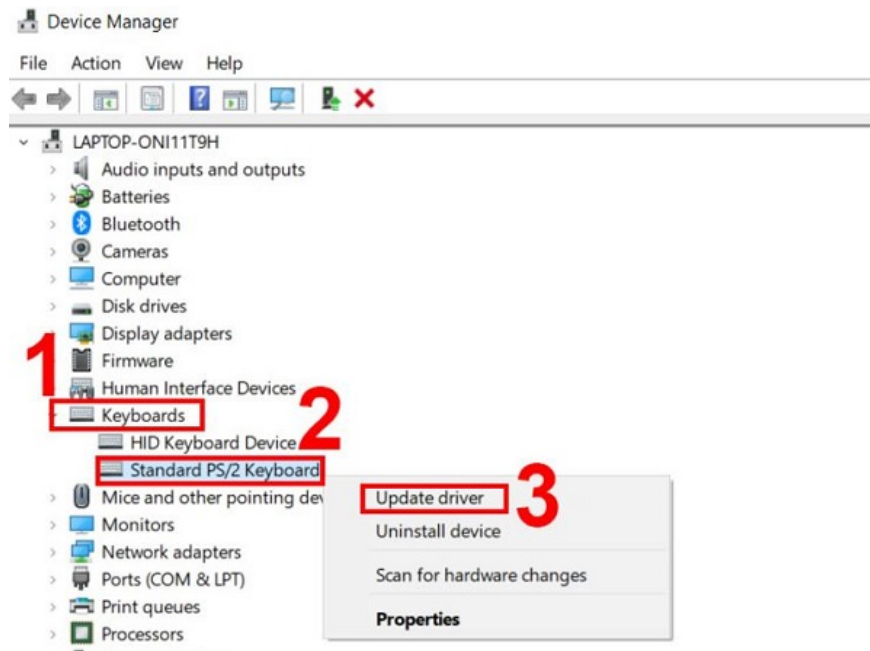 Device Manager
File Action View Help
LAPTOP-ONI11T9H
Audio inputs and outputs
Batteries
Bluetooth
Cameras
Computer
Disk drives
Display adapters
Firmware
1
Human Interface Devices
2
Keyboards
HID Keyboard Device
Standard PS/2 Keyboard
3
Mice and other pointing dev
Update driver
Monitors
Uninstall device
Network adapters
Ports (COM & LPT)
Scan for hardware changes
Print queues
Properties
Processors